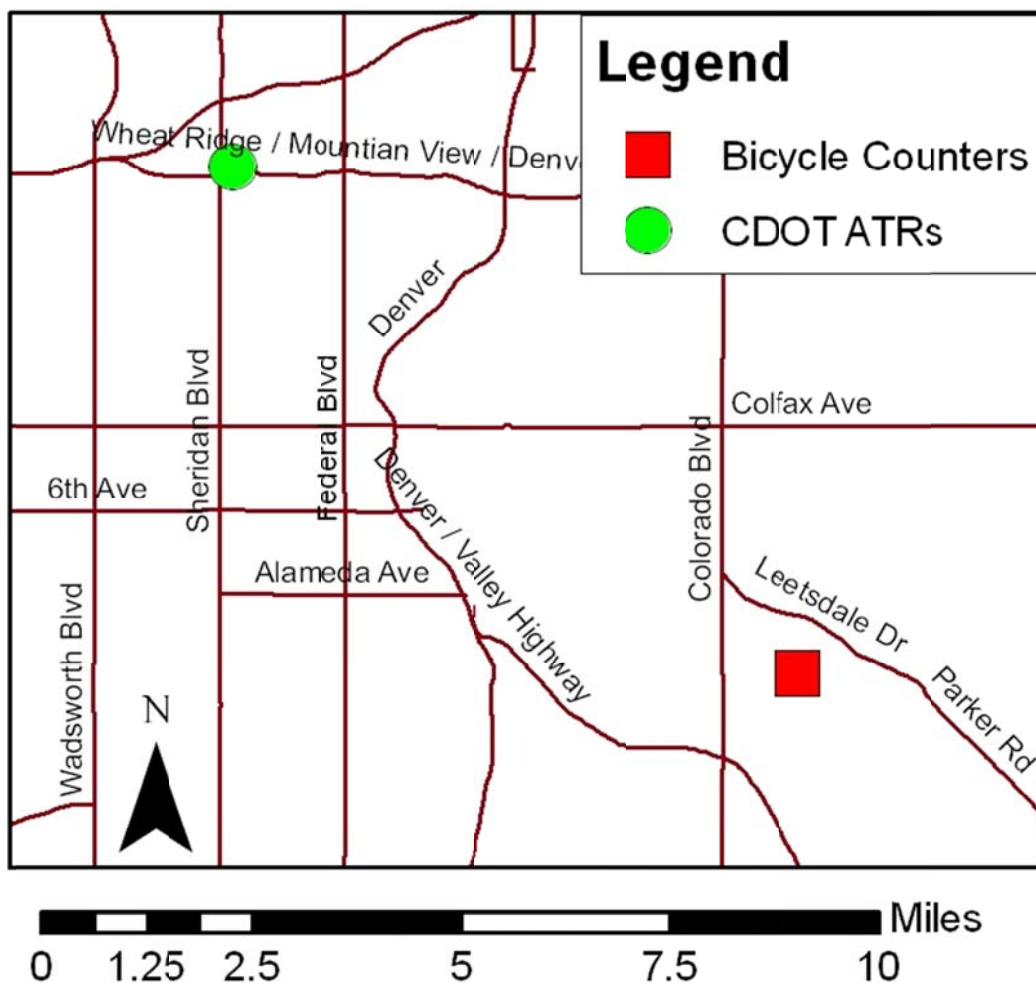 Legend
Bicycle Counters
CDOT ATRs
Wheat Ridge / Mountian View / Denv
Denver
Sheridan Blvd
Federal Blvd
Colfax Ave
Colorado Blvd
6th Ave
Denver / Valley Highway
Alameda Ave
Leetsdale Dr
Parker Rd
Wadsworth Blvd
N
Miles
0 1.25 2.5 5 7.5 10